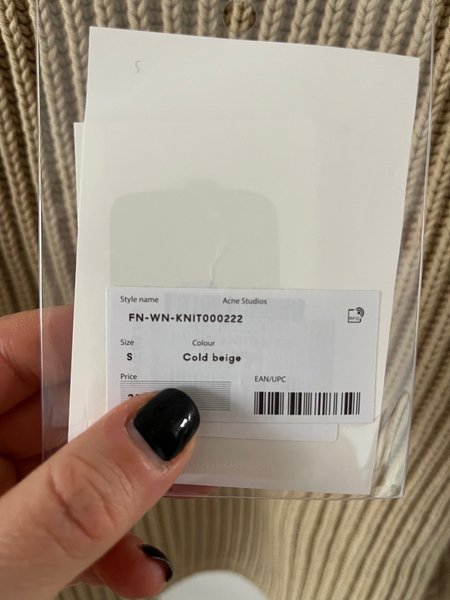 Style name Acne Studios
FN-WN-KNIT000222
Size Colour
S Cold beige
Price EAN/UPC